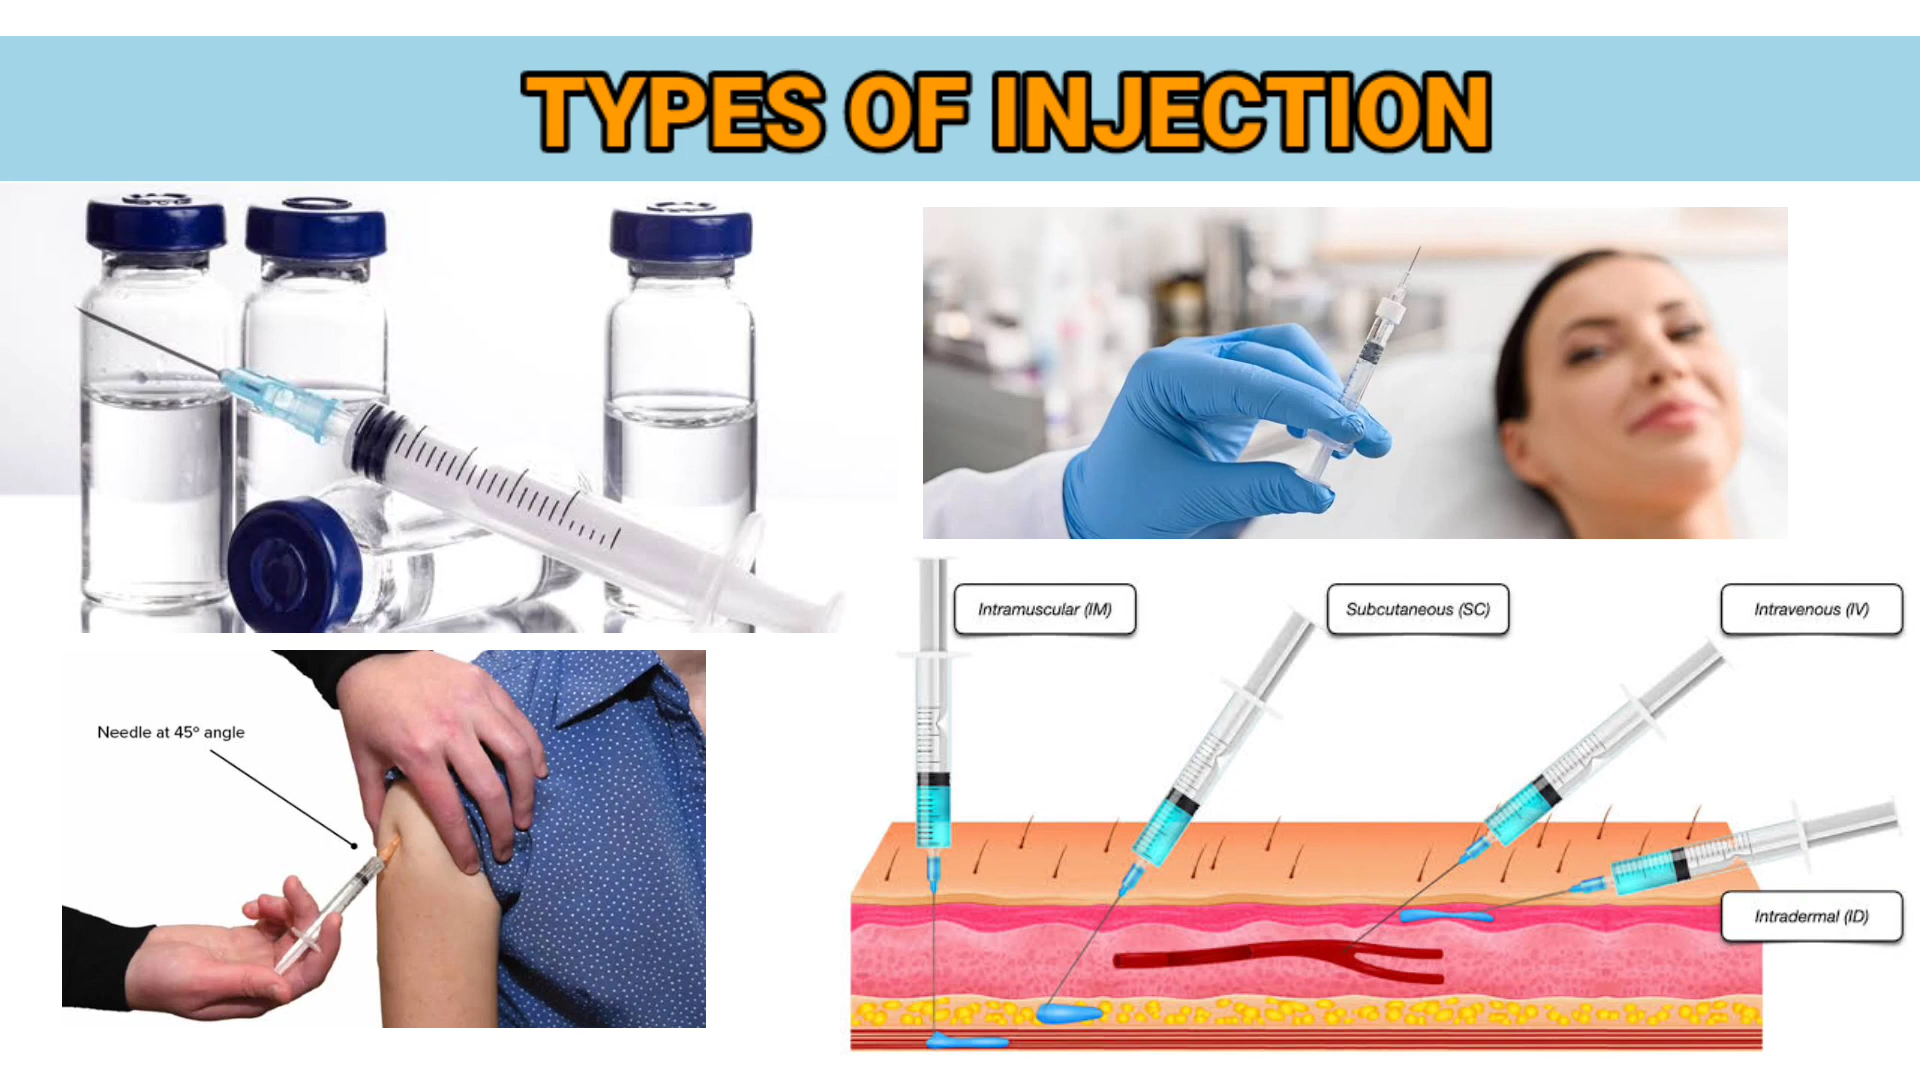 TYPES OF INJECTION
Needle at 45° angle
Intramuscular (IM)
Subcutaneous (SC)
Intravenous (IV)
Intradermal (ID)